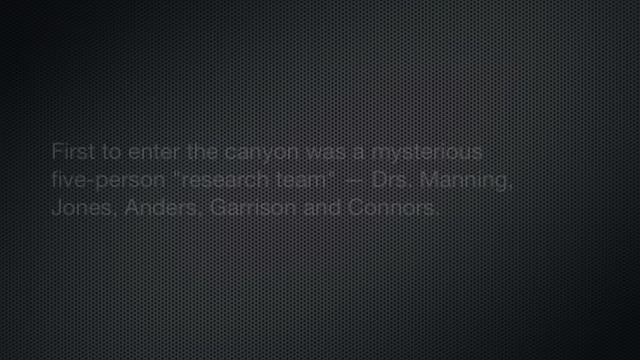 First to enter the canyon was a mysterious
five-person "research team" — Drs. Manning,
Jones, Anders, Garrison and Connors.